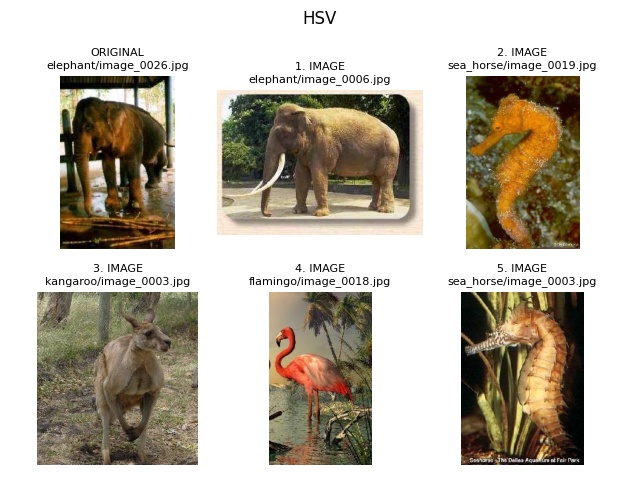 HSV
ORIGINAL
elephant/image_0026.jpg
1. IMAGE
elephant/image_0006.jpg
2. IMAGE
sea_horse/image_0019.jpg
3. IMAGE
kangaroo/image_0003.jpg
4. IMAGE
flamingo/image_0018.jpg
5. IMAGE
sea_horse/image_0003.jpg
Seahorse - The Dallas Aquarium at Fair Park